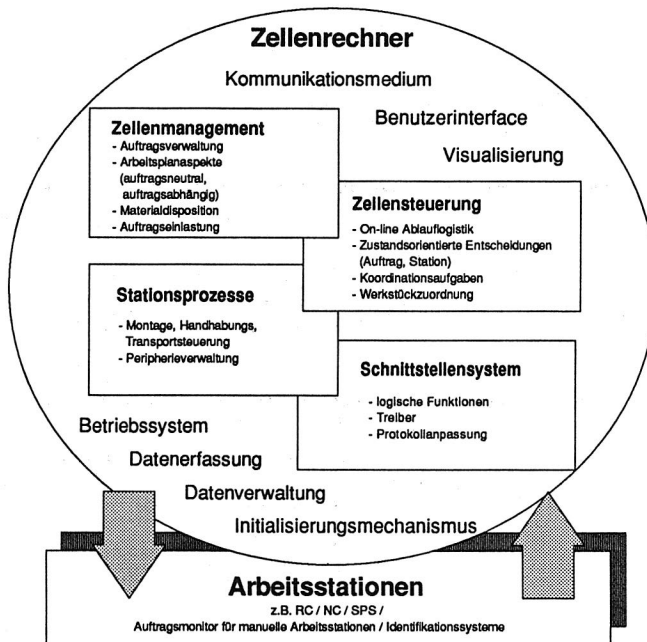 Zellenrechner
Kommunikationsmedium
Benutzerinterface
Visualisierung
Zellenmanagement
- Auftragsverwaltung
- Arbeitsplanaspekte
(auftragsneutral,
auftragsabhängig)
- Materialdisposition
- Auftragseinlastung
Zellensteuerung
- On-line Ablauflogistik
- Zustandsorientierte Entscheidungen
(Auftrag, Station)
- Koordinationsaufgaben
- Werkstückzuordnung
Stationsprozesse
- Montage, Handhabungs,
Transportsteuerung
- Peripherieverwaltung
Schnittstellensystem
- logische Funktionen
- Treiber
- Protokollanpassung
Betriebssystem
Datenerfassung
Datenverwaltung
Initialisierungsmechanismus
Arbeitsstationen
z.B. RC / NC / SPS /
Auftragsmonitor für manuelle Arbeitsstationen / Identifikationssysteme